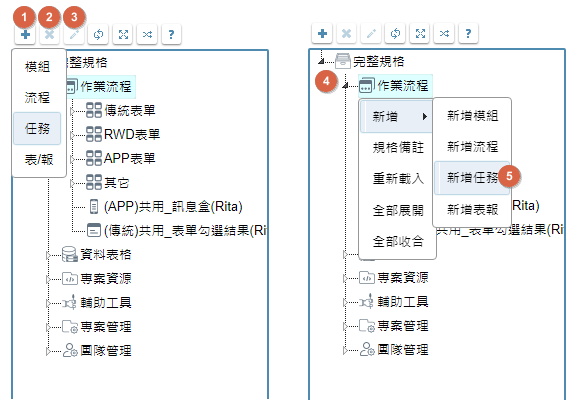 1 2 3
?
模組
流程
任務
表/報
整規格
作業流程
傳統表單
RWD表單
APP表單
其它
(APP)共用_訊息盒(Rita)
(傳統)共用_表單勾選結果(Ri
資料表格
專案資源
輔助工具
專案管理
團隊管理
?
完整規格
4
作業流程
新增
規格備註
重新載入
全部展開
全部收合
新增模組
新增流程
新增任務 5
新增表報
(Rita)
共用_表單勾選結果(Ri
專案資源
輔助工具
專案管理
團隊管理